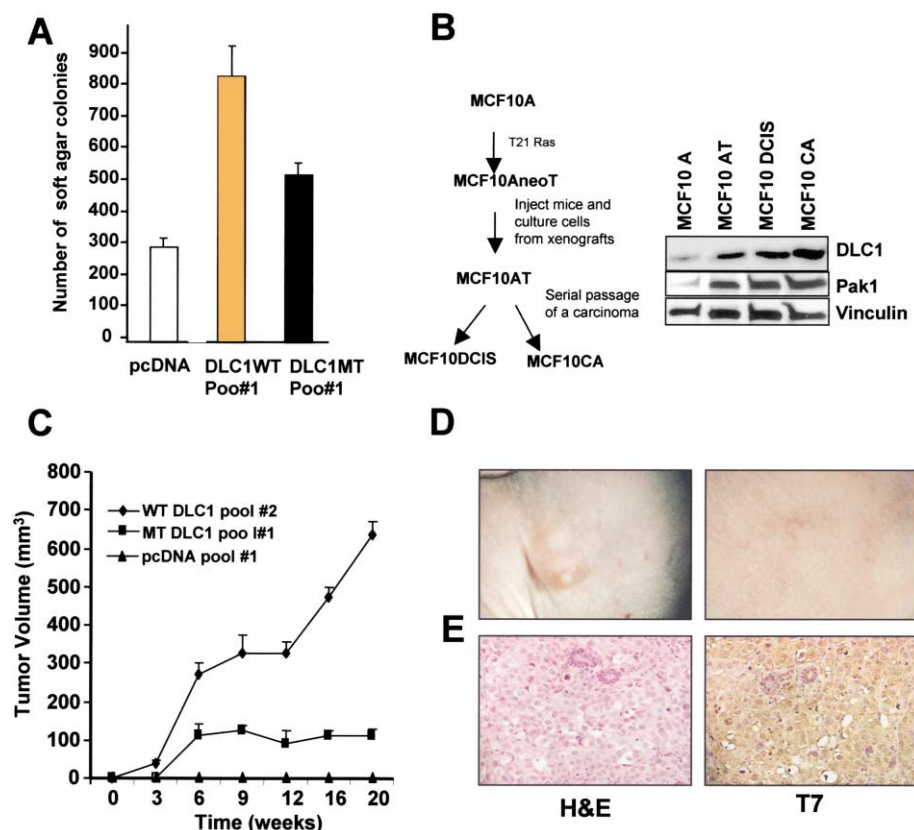 A
Number of soft agar colonies
900
800
700
600
500
400
300
200
100
0
pcDNA
DLC1WT
Poo#1
DLC1MT
Poo#1
B
MCF10A
T21 Ras
MCF10AneoT
Inject mice and
culture cells
from xenografts
MCF10AT
Serial passage
of a carcinoma
MCF10DCIS
MCF10CA
MCF10 A
MCF10 AT
MCF10 DCIS
MCF10 CA
DLC1
Pak1
Vinculin
C
Tumor Volume (mm³)
800
700
600
500
400
300
200
100
0
WT DLC1 pool #2
MT DLC1 poo l#1
pcDNA pool #1
0 3 6 9 12 16 20
Time (weeks)
D
E
H&E
T7